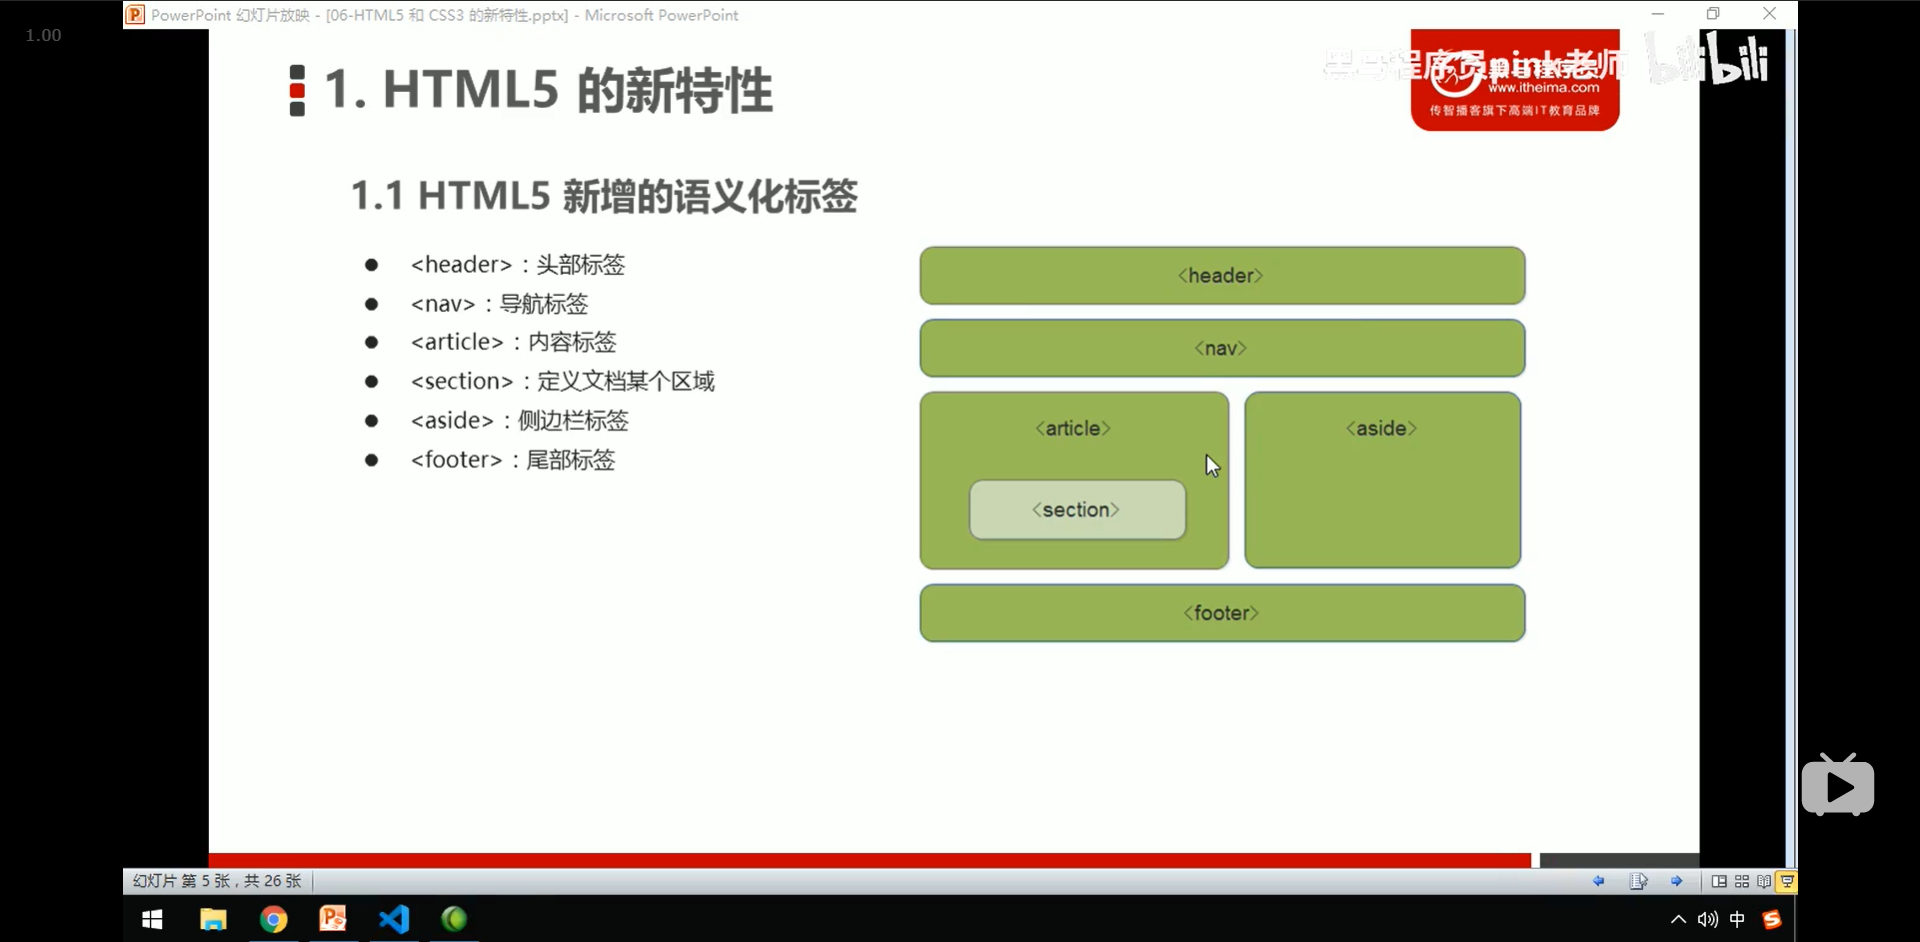 PowerPoint 幻灯片放映 - [06-HTML5 和 CSS3 的新特性.pptx] - Microsoft PowerPoint
1.00
黑马程序员pink老师
bilibili
1. HTML5 的新特性
www.itheima.com
传智播客旗下高端IT教育品牌
1.1 HTML5 新增的语义化标签
<header>：头部标签
<nav>：导航标签
<article>：内容标签
<section>：定义文档某个区域
<aside>：侧边栏标签
<footer>：尾部标签
<header>
<nav>
<article>
<aside>
<section>
<footer>
幻灯片 第 5 张，共 26 张
中